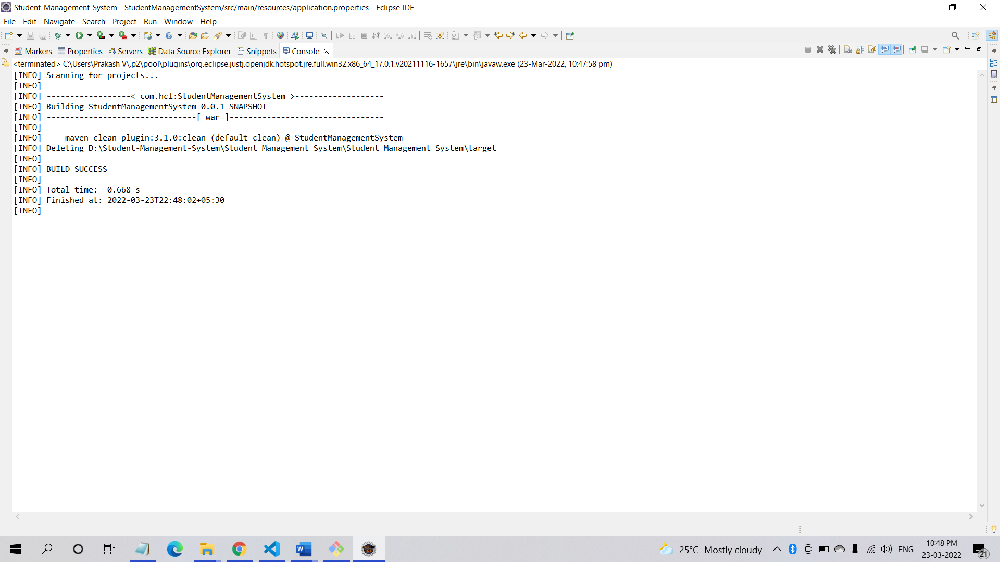 Student-Management-System - StudentManagementSystem/src/main/resources/application.properties - Eclipse IDE
File Edit Navigate Search Project Run Window Help
Markers Properties Servers Data Source Explorer Snippets Console
<terminated> C:\Users\Prakash V\.p2\pool\plugins\org.eclipse.justj.openjdk.hotspot.jre.full.win32.x86_64_17.0.1.v20211116-1657\jre\bin\javaw.exe (23-Mar-2022, 10:47:58 pm)
[INFO] Scanning for projects...
[INFO]
[INFO] ------------------< com.hcl:StudentManagementSystem >-------------------
[INFO] Building StudentManagementSystem 0.0.1-SNAPSHOT
[INFO] --------------------------------[ war ]---------------------------------
[INFO]
[INFO] --- maven-clean-plugin:3.1.0:clean (default-clean) @ StudentManagementSystem ---
[INFO] Deleting D:\Student-Management-System\Student_Management_System\Student_Management_System\target
[INFO] ------------------------------------------------------------------------
[INFO] BUILD SUCCESS
[INFO] ------------------------------------------------------------------------
[INFO] Total time:  0.668 s
[INFO] Finished at: 2022-03-23T22:48:02+05:30
[INFO] ------------------------------------------------------------------------
25°C Mostly cloudy
ENG
10:48 PM
23-03-2022
21